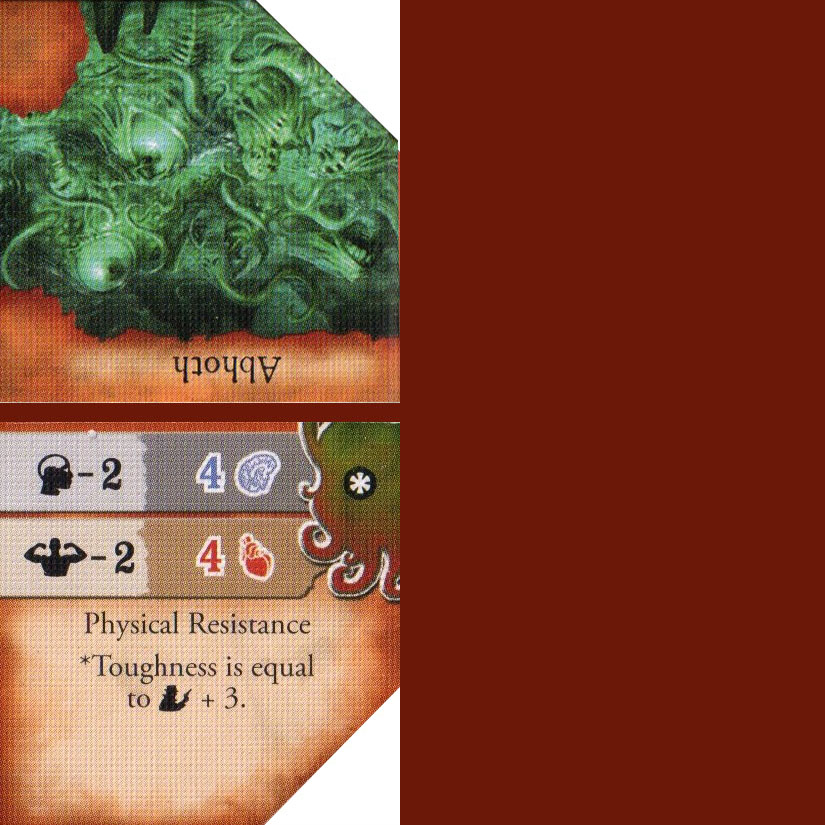 Abhoth
-2 4
*
-2 4
Physical Resistance
*Toughness is equal
to + 3.